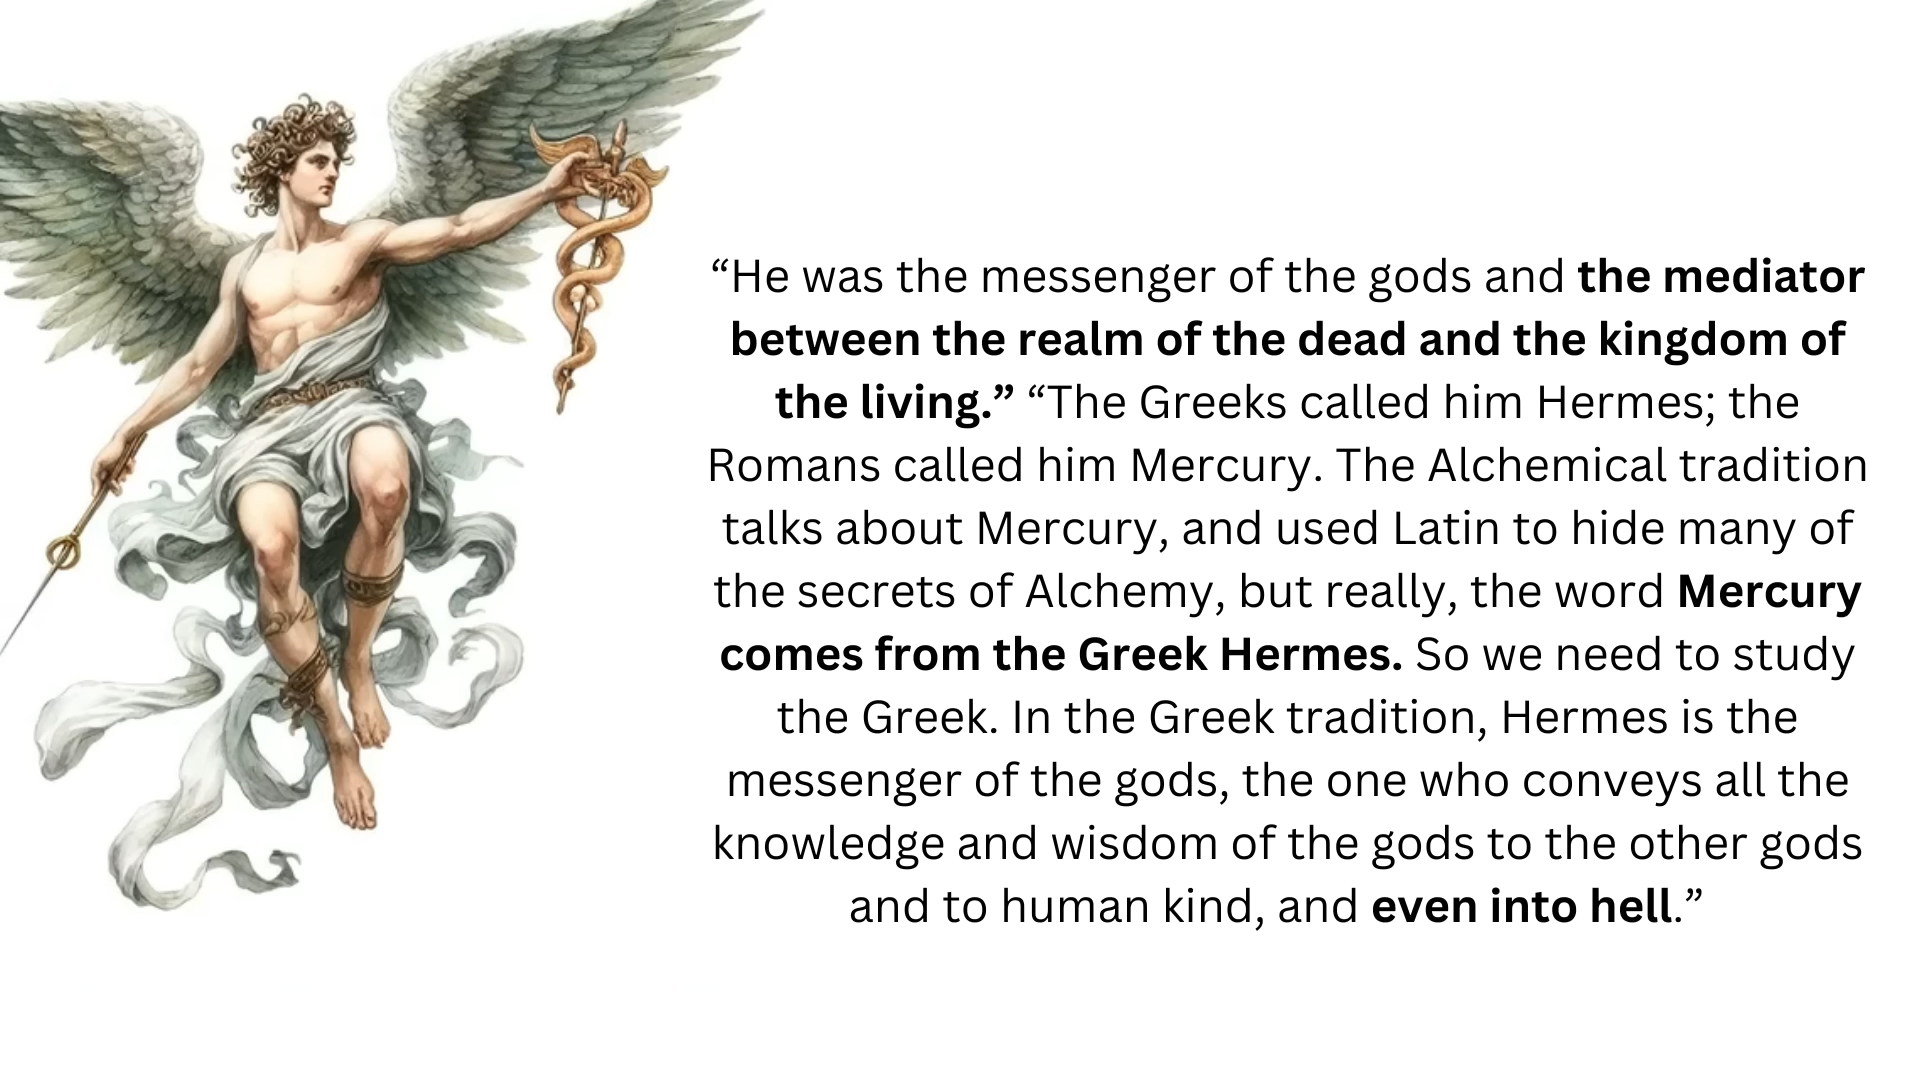 “He was the messenger of the gods and the mediator
between the realm of the dead and the kingdom of
the living.” “The Greeks called him Hermes; the
Romans called him Mercury. The Alchemical tradition
talks about Mercury, and used Latin to hide many of
the secrets of Alchemy, but really, the word Mercury
comes from the Greek Hermes. So we need to study
the Greek. In the Greek tradition, Hermes is the
messenger of the gods, the one who conveys all the
knowledge and wisdom of the gods to the other gods
and to human kind, and even into hell.”